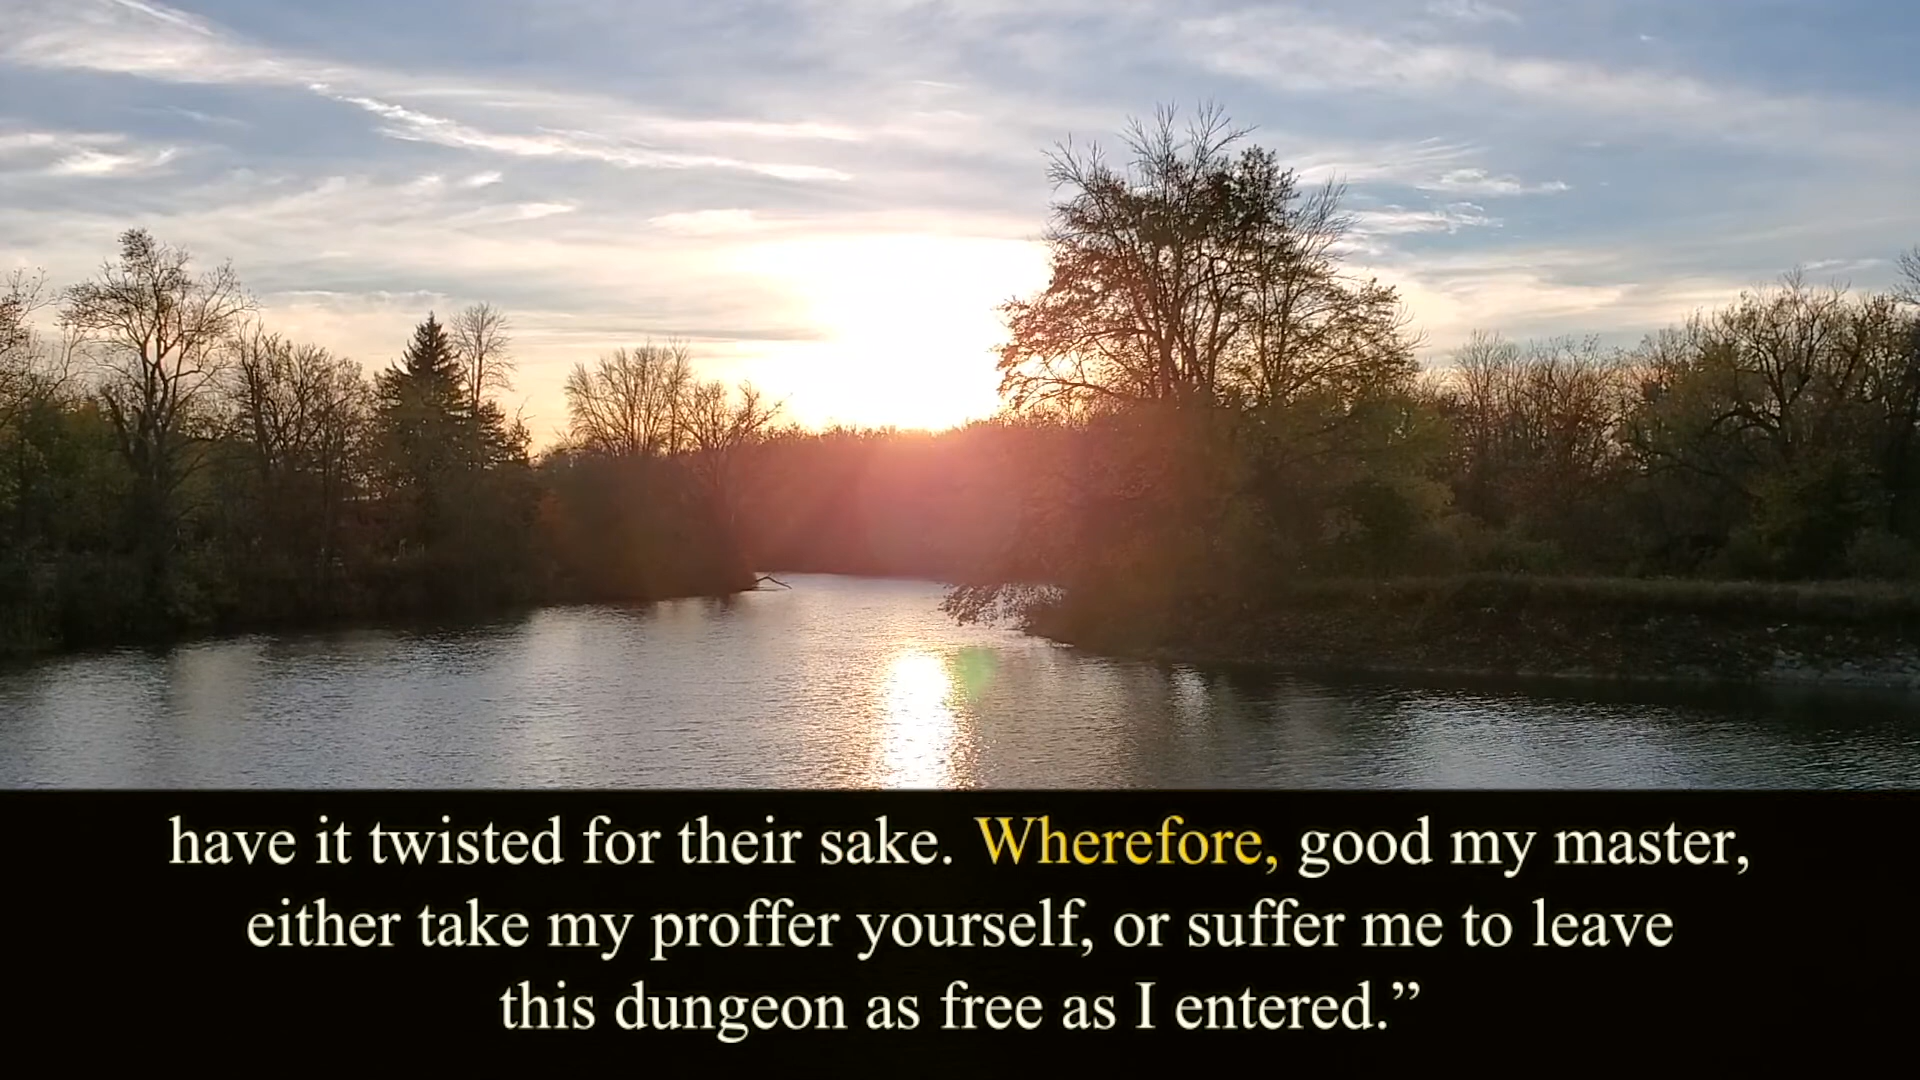 have it twisted for their sake. Wherefore, good my master,
either take my proffer yourself, or suffer me to leave
this dungeon as free as I entered.”